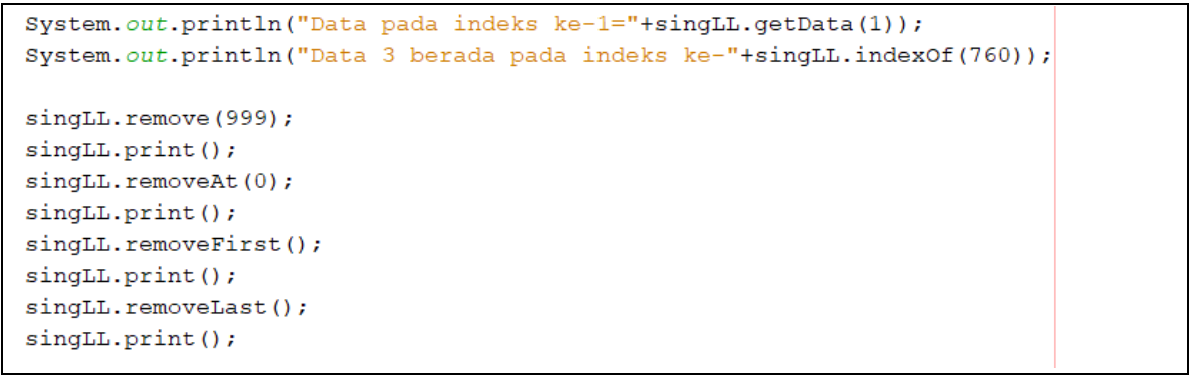 System.out.println("Data pada indeks ke-1="+singLL.getData(1));
System.out.println("Data 3 berada pada indeks ke-"+singLL.indexOf(760));
singLL.remove(999);
singLL.print();
singLL.removeAt(0);
singLL.print();
singLL.removeFirst();
singLL.print();
singLL.removeLast();
singLL.print();